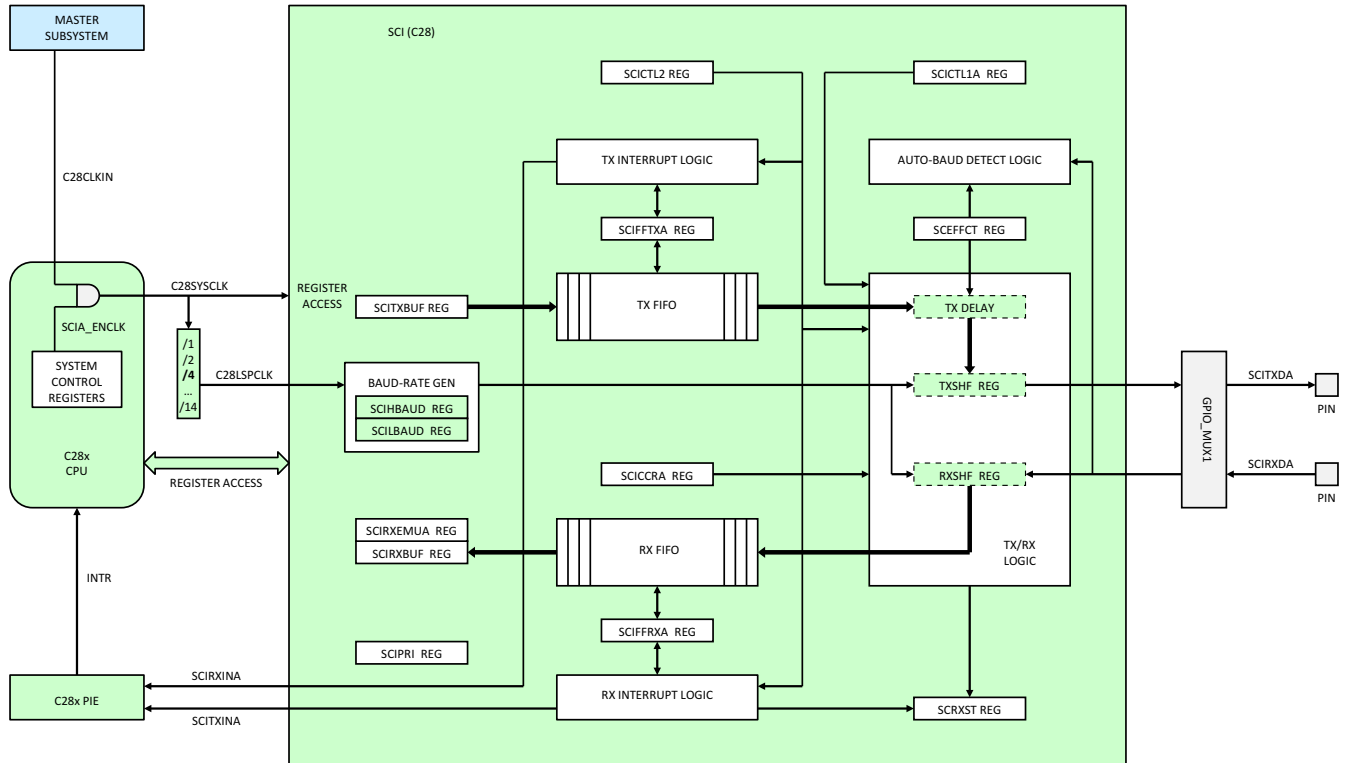 MASTER
SUBSYSTEM
SCI (C28)
SCICTL2 REG
SCICTL1A REG
TX INTERRUPT LOGIC
AUTO-BAUD DETECT LOGIC
C28CLKIN
SCIFFTXA REG
SCEFFCT REG
C28SYSCLK
REGISTER
ACCESS
SCITXBUF REG
TX FIFO
TX DELAY
SCIA_ENCLK
/1
/2
/4
...
/14
SYSTEM
CONTROL
REGISTERS
C28LSPCLK
BAUD-RATE GEN
SCIHBAUD REG
SCILBAUD REG
TXSHF REG
GPIO_MUX1
SCITXDA
PIN
C28x
CPU
REGISTER ACCESS
SCICCRA REG
RXSHF REG
SCIRXDA
PIN
SCIRXEMUA REG
SCIRXBUF REG
RX FIFO
TX/RX
LOGIC
INTR
SCIFFRXA REG
SCIPRI REG
SCIRXINA
C28x PIE
RX INTERRUPT LOGIC
SCRXST REG
SCITXINA